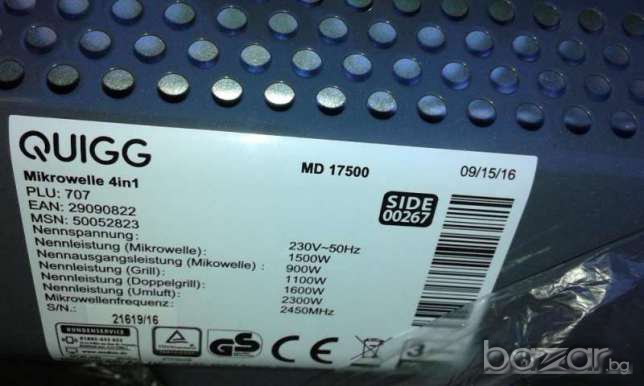 QUIGG
MD 17500
09/15/16
Mikrowelle 4in1
PLU: 707
EAN: 29090822
MSN: 50052823
SIDE
00267
Nennspannung: 230V~50Hz
Nennleistung (Mikrowelle): 1500W
Nennausgangsleistung (Mikowelle) : 900W
Nennleistung (Grill): 1100W
Nennleistung (Doppelgrill): 1600W
Nennleistung (Umluft): 2300W
Mikrowellenfrequenz: 2450MHz
S/N.:
21619/16
KUNDENSERVICE
GS
CE
3
bazar.bg